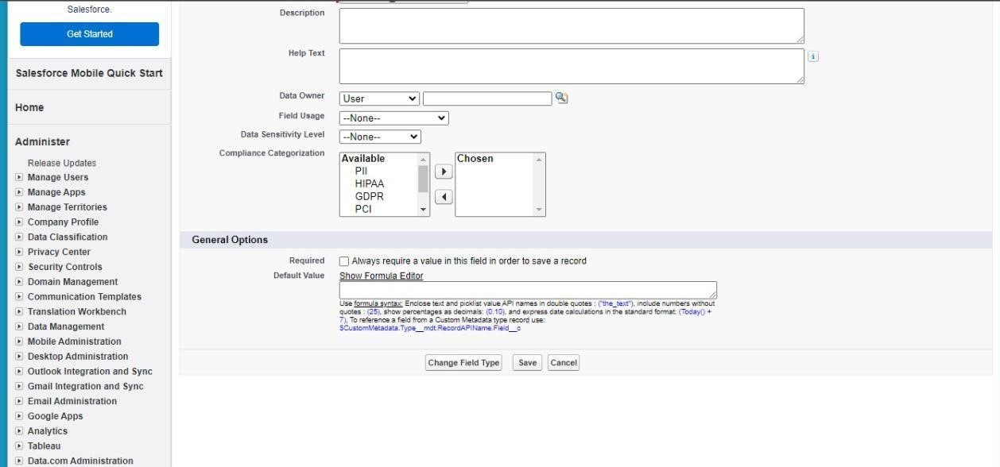 Salesforce.
Get Started
Salesforce Mobile Quick Start
Home
Administer
Release Updates
Manage Users
Manage Apps
Manage Territories
Company Profile
Data Classification
Privacy Center
Security Controls
Domain Management
Communication Templates
Translation Workbench
Data Management
Mobile Administration
Desktop Administration
Outlook Integration and Sync
Gmail Integration and Sync
Email Administration
Google Apps
Analytics
Tableau
Data.com Administration
Description
Help Text
i
Data Owner User
Field Usage --None--
Data Sensitivity Level --None--
Compliance Categorization
Available
PII
HIPAA
GDPR
PCI
Chosen
General Options
Required Always require a value in this field in order to save a record
Default Value Show Formula Editor
Use formula syntax: Enclose text and picklist value API names in double quotes : ("the_text"), include numbers without
quotes : (25), show percentages as decimals: (0.10), and express date calculations in the standard format: (Today() +
7), To reference a field from a Custom Metadata type record use:
$CustomMetadata.Type__mdt.RecordAPIName.Field__c
Change Field Type Save Cancel